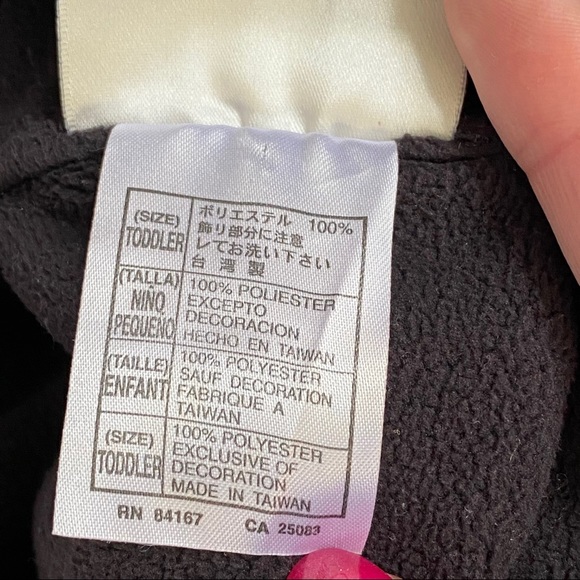 (SIZE)
TODDLER
ポリエステル 100%
飾り部分に注意
してお洗い下さい
台湾製
(TALLA)
NIÑO
PEQUENO
100% POLIESTER
EXCEPTO
DECORACION
HECHO EN TAIWAN
(TAILLE)
ENFANT
100% POLYESTER
SAUF DECORATION
FABRIQUE A
TAIWAN
(SIZE)
TODDLER
100% POLYESTER
EXCLUSIVE OF
DECORATION
MADE IN TAIWAN
RN 84167 CA 25083